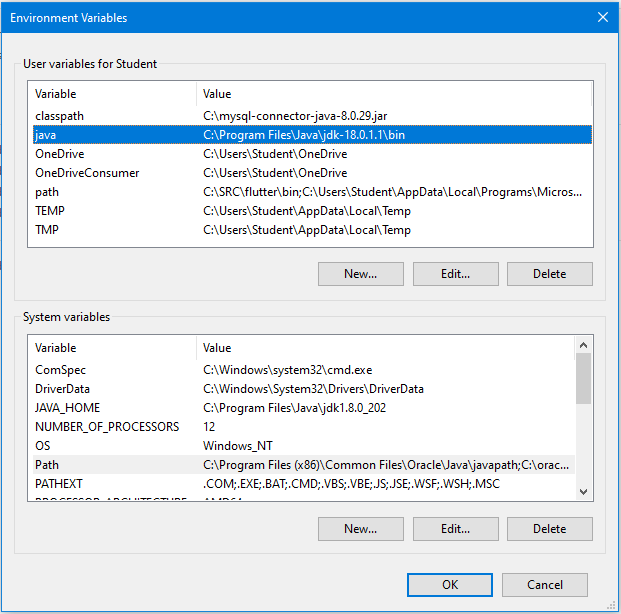 Environment Variables
User variables for Student
Variable Value
classpath C:\mysql-connector-java-8.0.29.jar
java C:\Program Files\Java\jdk-18.0.1.1\bin
OneDrive C:\Users\Student\OneDrive
OneDriveConsumer C:\Users\Student\OneDrive
path C:\SRC\flutter\bin;C:\Users\Student\AppData\Local\Programs\Micros...
TEMP C:\Users\Student\AppData\Local\Temp
TMP C:\Users\Student\AppData\Local\Temp
New... Edit... Delete
System variables
Variable Value
ComSpec C:\Windows\system32\cmd.exe
DriverData C:\Windows\System32\Drivers\DriverData
JAVA_HOME C:\Program Files\Java\jdk1.8.0_202
NUMBER_OF_PROCESSORS 12
OS Windows_NT
Path C:\Program Files (x86)\Common Files\Oracle\Java\javapath;C:\orac...
PATHEXT .COM;.EXE;.BAT;.CMD;.VBS;.VBE;.JS;.JSE;.WSF;.WSH;.MSC
PROCESSOR_ARCHITECTURE AMD64
New... Edit... Delete
OK Cancel